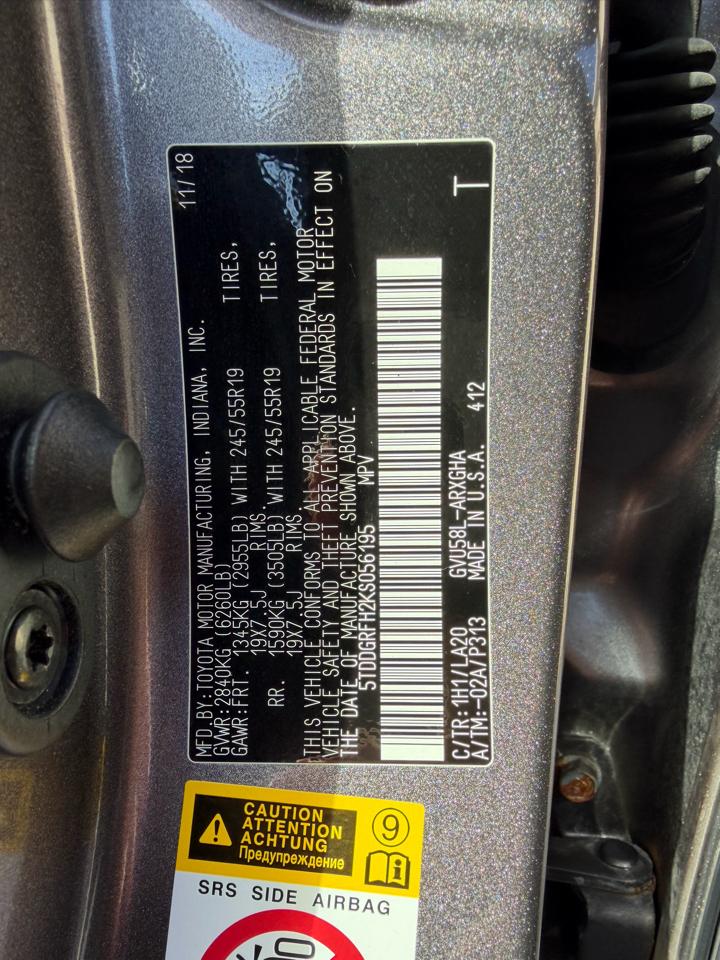 MFD.BY:TOYOTA MOTOR MANUFACTURING, INDIANA, INC. 11/18
GVWR:2840KG (6260LB)
GAWR:FRT. 1345KG (2955LB) WITH 245/55R19 TIRES,
19X7.5J RIMS.
RR. 1590KG (3505LB) WITH 245/55R19 TIRES,
19X7.5J RIMS
THIS VEHICLE CONFORMS TO ALL APPLICABLE FEDERAL MOTOR
VEHICLE SAFETY AND THEFT PREVENTION STANDARDS IN EFFECT ON
THE DATE OF MANUFACTURE SHOWN ABOVE.
5TDDGRFH2KS056195 MPV
C/TR:1H1/LA20 GVU58L-ARXGHA T
A/TM:-02A/P313 MADE IN U.S.A. 412
CAUTION
ATTENTION
ACHTUNG
Предупреждение
9
SRS SIDE AIRBAG